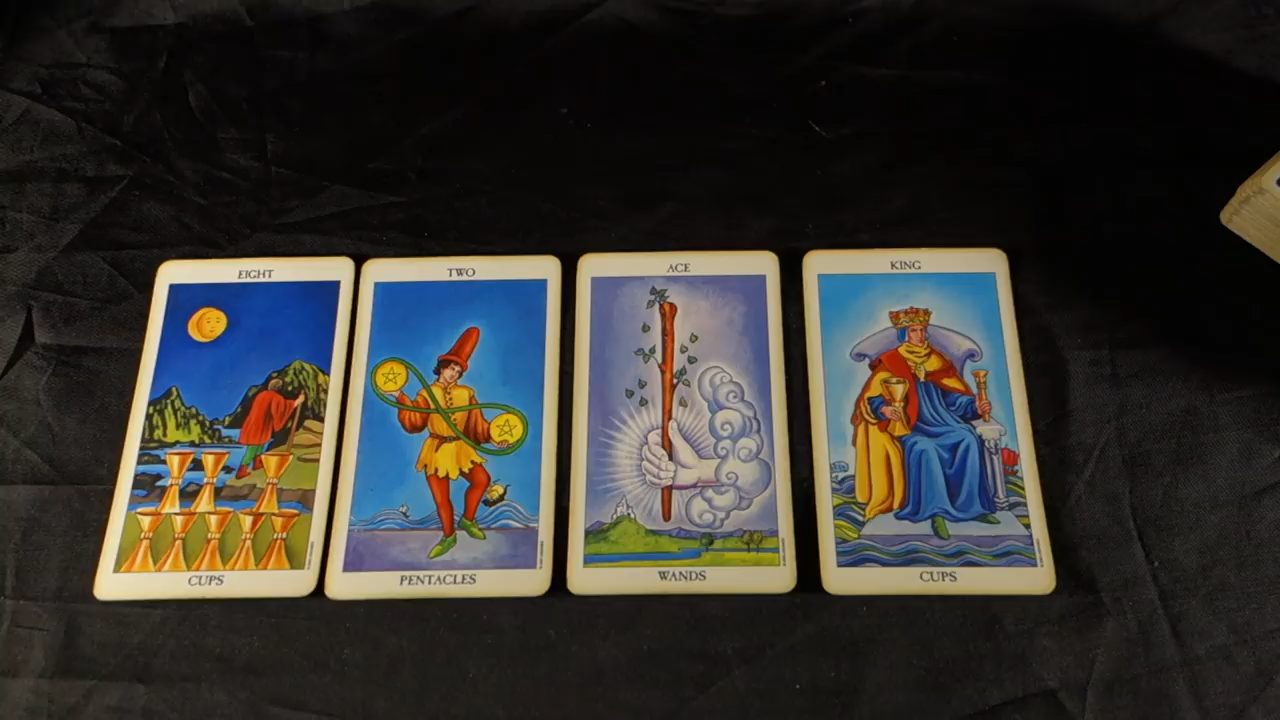 EIGHT
CUPS
TWO
PENTACLES
ACE
WANDS
KING
CUPS